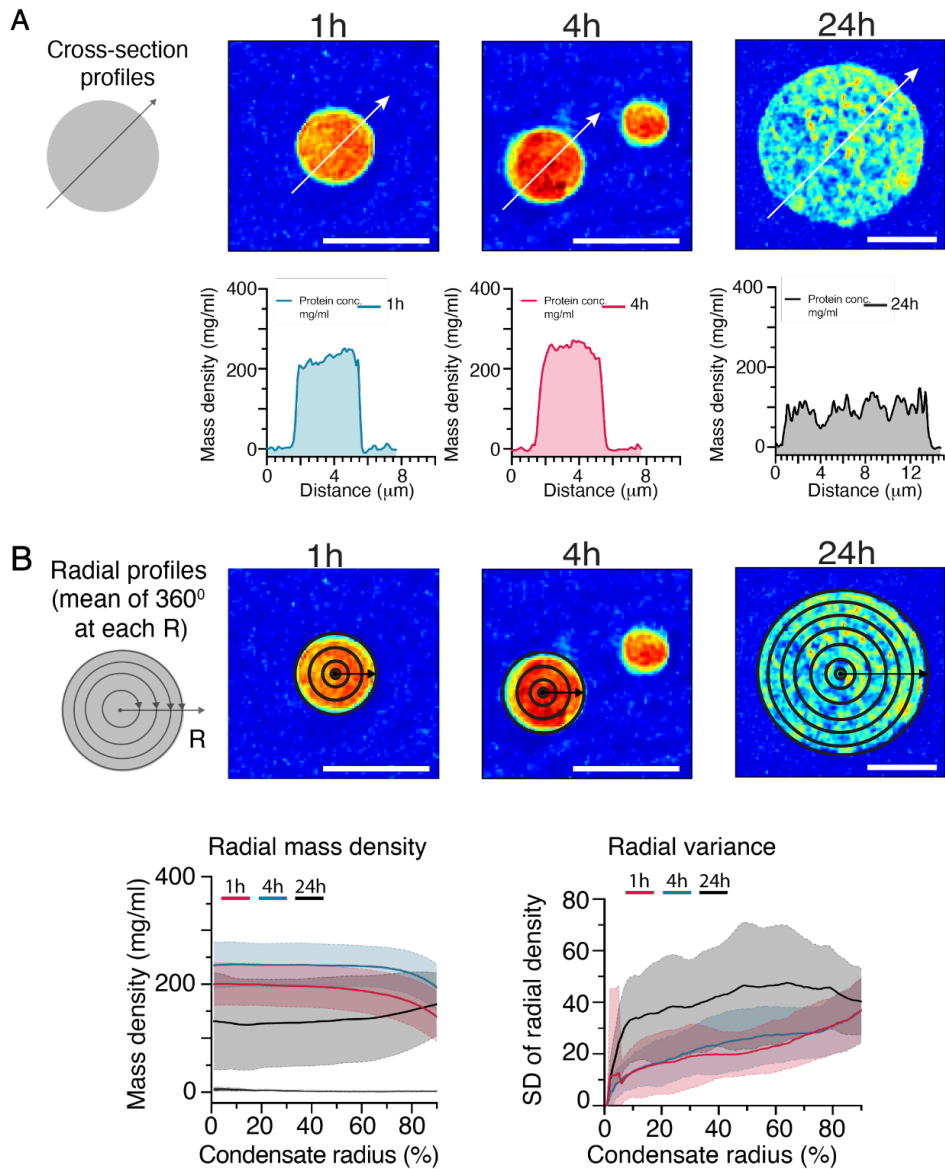 A
Cross-section
profiles
1h
4h
24h
400
200
0
Mass density (mg/ml)
Protein conc.
mg/ml
1h
0
4
8
Distance (μm)
400
200
0
Mass density (mg/ml)
Protein conc.
mg/ml
4h
0
4
8
Distance (μm)
400
200
0
Mass density (mg/ml)
Protein conc.
mg/ml
24h
0
4
8
12
Distance (μm)
B
Radial profiles
(mean of 360⁰
at each R)
R
1h
4h
24h
Radial mass density
1h 4h 24h
400
200
0
Mass density (mg/ml)
0 20 40 60 80
Condensate radius (%)
Radial variance
1h 4h 24h
80
60
40
20
0
SD of radial density
0 20 40 60 80
Condensate radius (%)